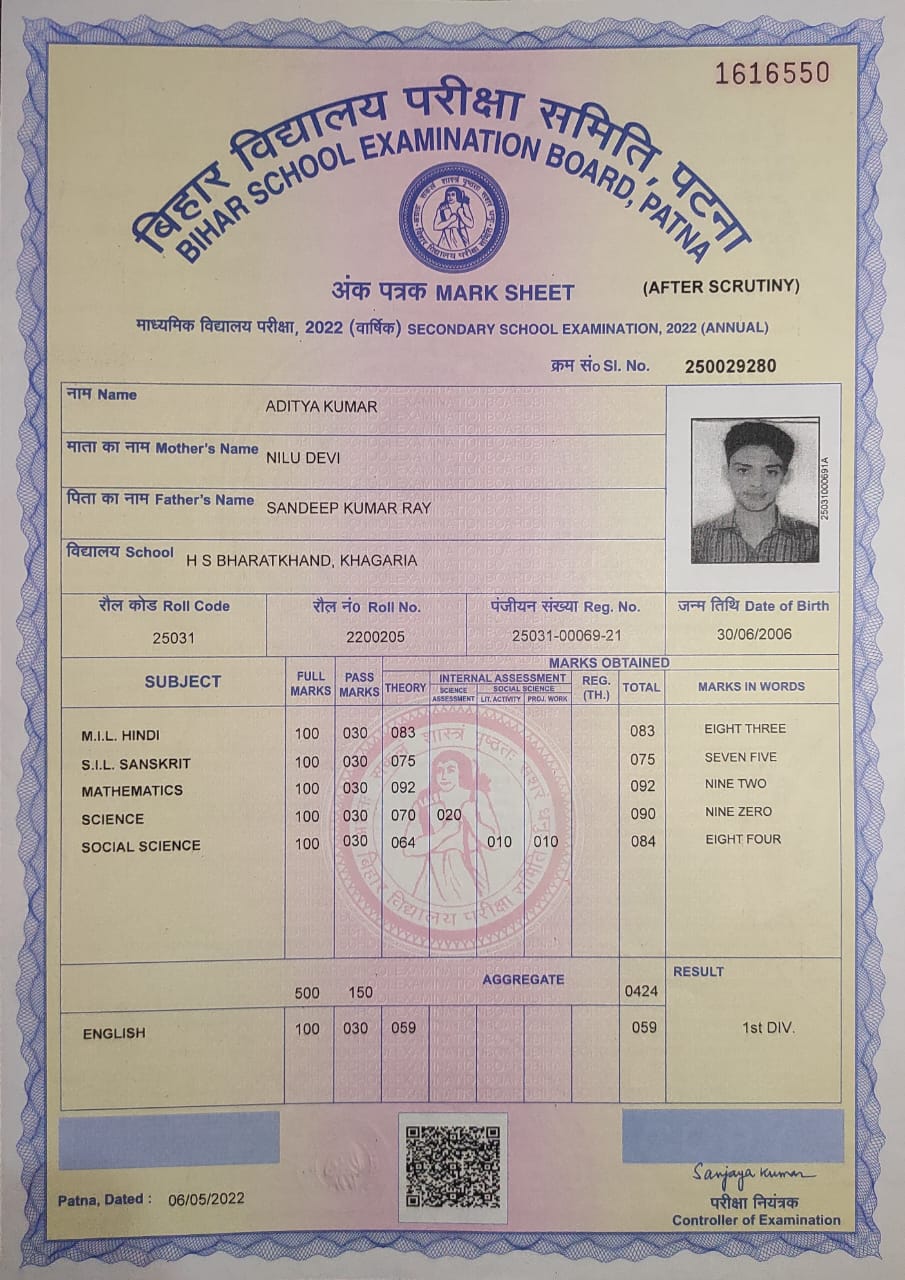 1616550
बिहार विद्यालय परीक्षा समिति, पटना
BIHAR SCHOOL EXAMINATION BOARD, PATNA
अंक पत्रक MARK SHEET
(AFTER SCRUTINY)
माध्यमिक विद्यालय परीक्षा, 2022 (वार्षिक) SECONDARY SCHOOL EXAMINATION, 2022 (ANNUAL)
क्रम सं० Sl. No. 250029280
नाम Name ADITYA KUMAR
माता का नाम Mother's Name NILU DEVI
पिता का नाम Father's Name SANDEEP KUMAR RAY
विद्यालय School H S BHARATKHAND, KHAGARIA
25031000691A
रौल कोड Roll Code रौल नं० Roll No. पंजीयन संख्या Reg. No. जन्म तिथि Date of Birth
25031 2200205 25031-00069-21 30/06/2006
MARKS OBTAINED
SUBJECT FULL MARKS PASS MARKS THEORY INTERNAL ASSESSMENT REG. (TH.) TOTAL MARKS IN WORDS
SCIENCE ASSESSMENT SOCIAL SCIENCE LIT. ACTIVITY PROJ. WORK
M.I.L. HINDI 100 030 083 083 EIGHT THREE
S.I.L. SANSKRIT 100 030 075 075 SEVEN FIVE
MATHEMATICS 100 030 092 092 NINE TWO
SCIENCE 100 030 070 020 090 NINE ZERO
SOCIAL SCIENCE 100 030 064 010 010 084 EIGHT FOUR
बिहार विद्यालय परीक्षा समिति
AGGREGATE RESULT
500 150 0424
ENGLISH 100 030 059 059 1st DIV.
Sanjaya Kumar
Patna, Dated : 06/05/2022
परीक्षा नियंत्रक
Controller of Examination